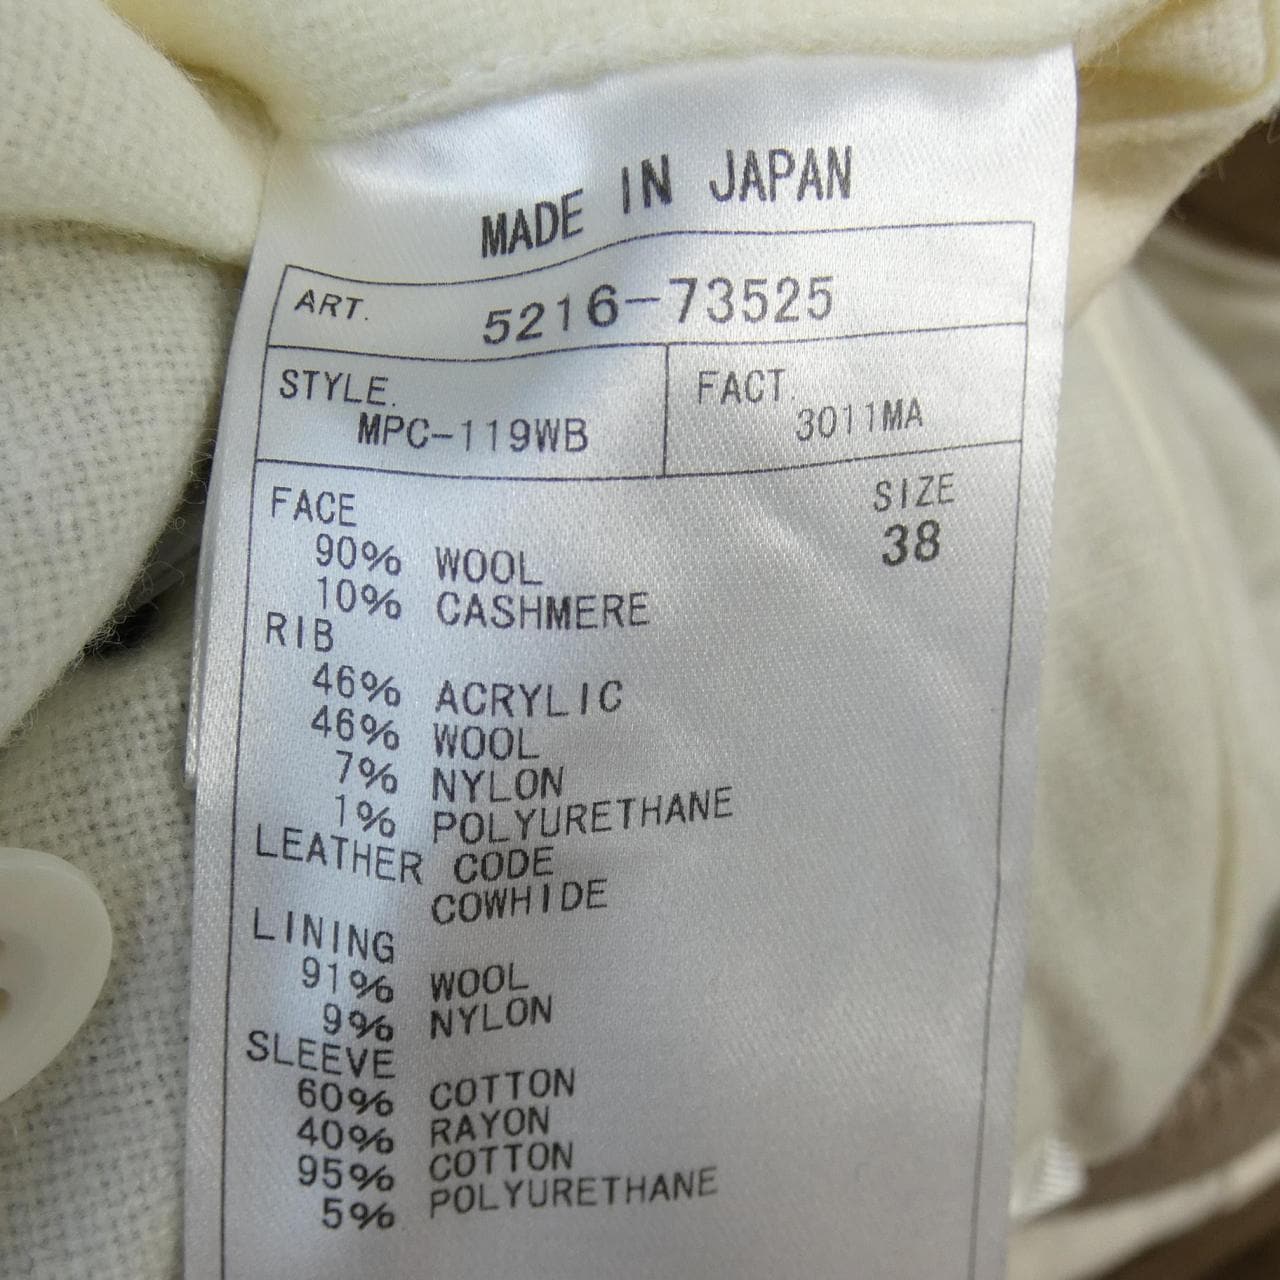 MADE IN JAPAN
ART. 5216-73525
STYLE. FACT.
MPC-119WB 3011MA
FACE SIZE
90% WOOL 38
10% CASHMERE
RIB
46% ACRYLIC
46% WOOL
7% NYLON
1% POLYURETHANE
LEATHER CODE
COWHIDE
LINING
91% WOOL
9% NYLON
SLEEVE
60% COTTON
40% RAYON
95% COTTON
5% POLYURETHANE